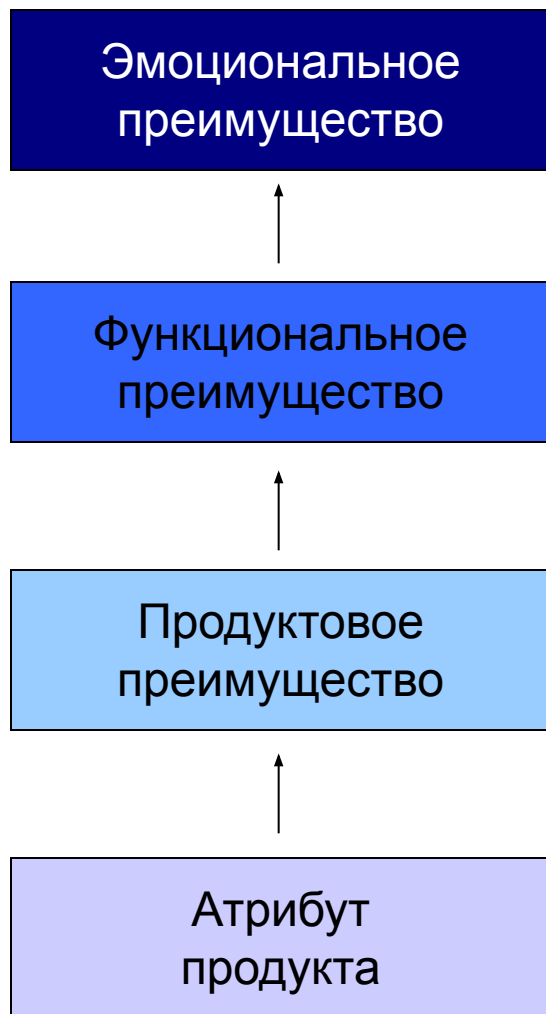 Эмоциональное
преимущество
Функциональное
преимущество
Продуктовое
преимущество
Атрибут
продукта